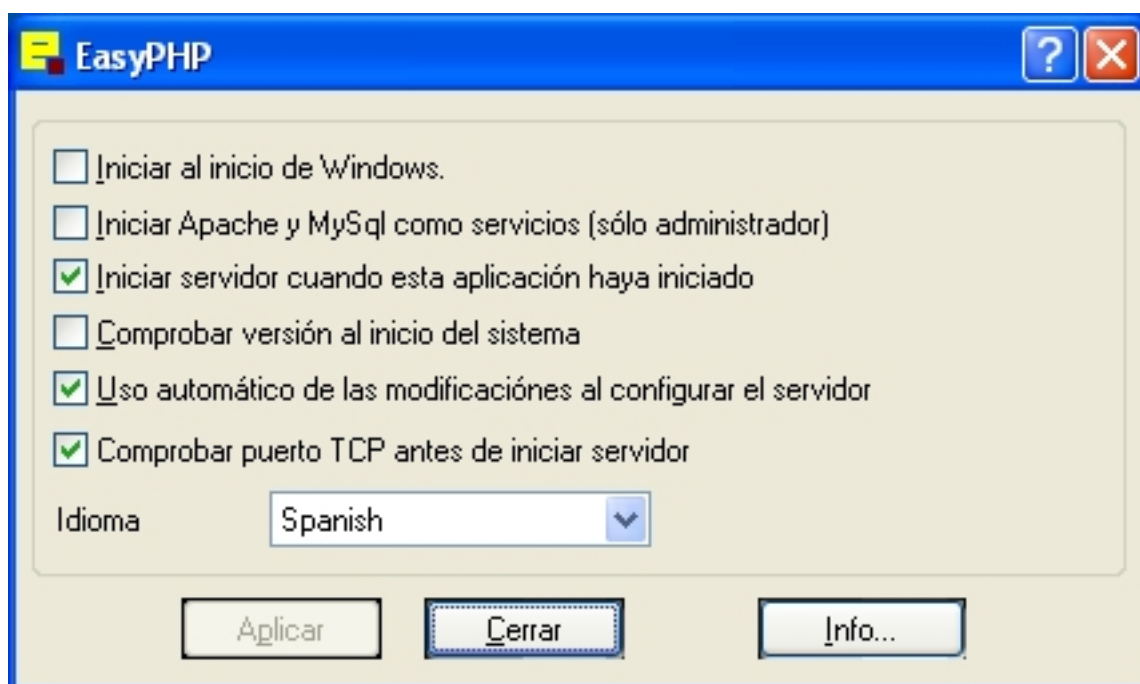 EasyPHP
Iniciar al inicio de Windows.
Iniciar Apache y MySql como servicios (sólo administrador)
Iniciar servidor cuando esta aplicación haya iniciado
Comprobar versión al inicio del sistema
Uso automático de las modificaciónes al configurar el servidor
Comprobar puerto TCP antes de iniciar servidor
Idioma Spanish
Aplicar Cerrar Info...